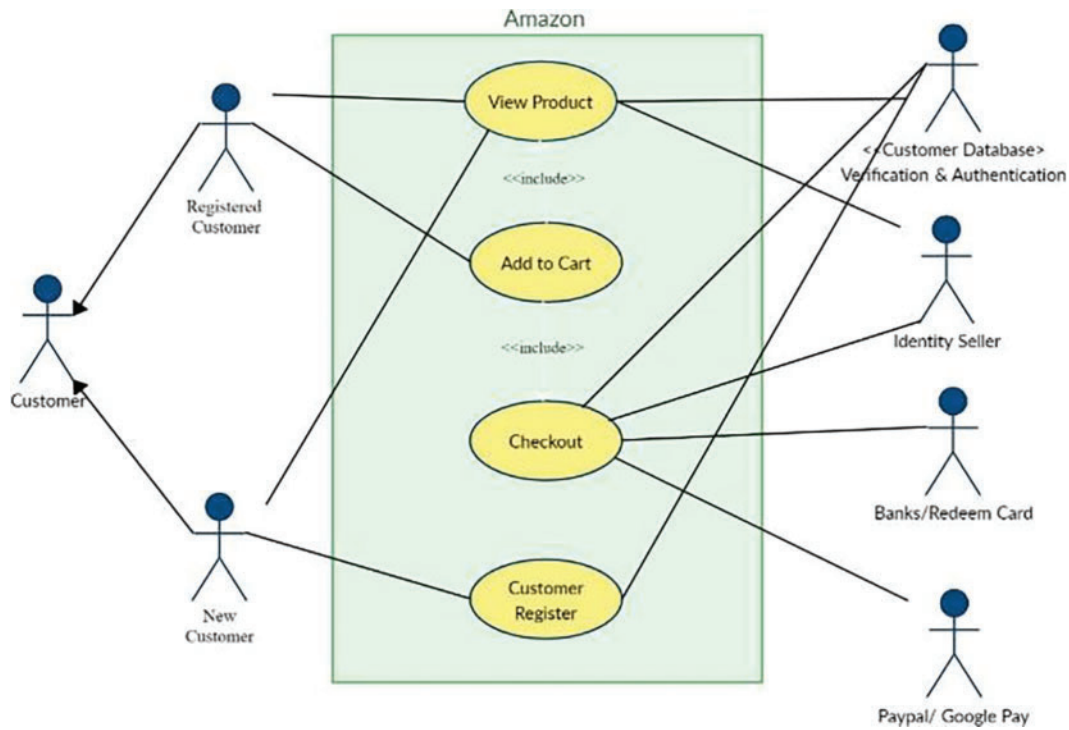 Amazon
View Product
<<Customer Database>
Verification & Authentication
<<include>>
Registered
Customer
Add to Cart
Identity Seller
<<include>>
Customer
Checkout
Banks/Redeem Card
Customer
Register
New
Customer
Paypal/ Google Pay